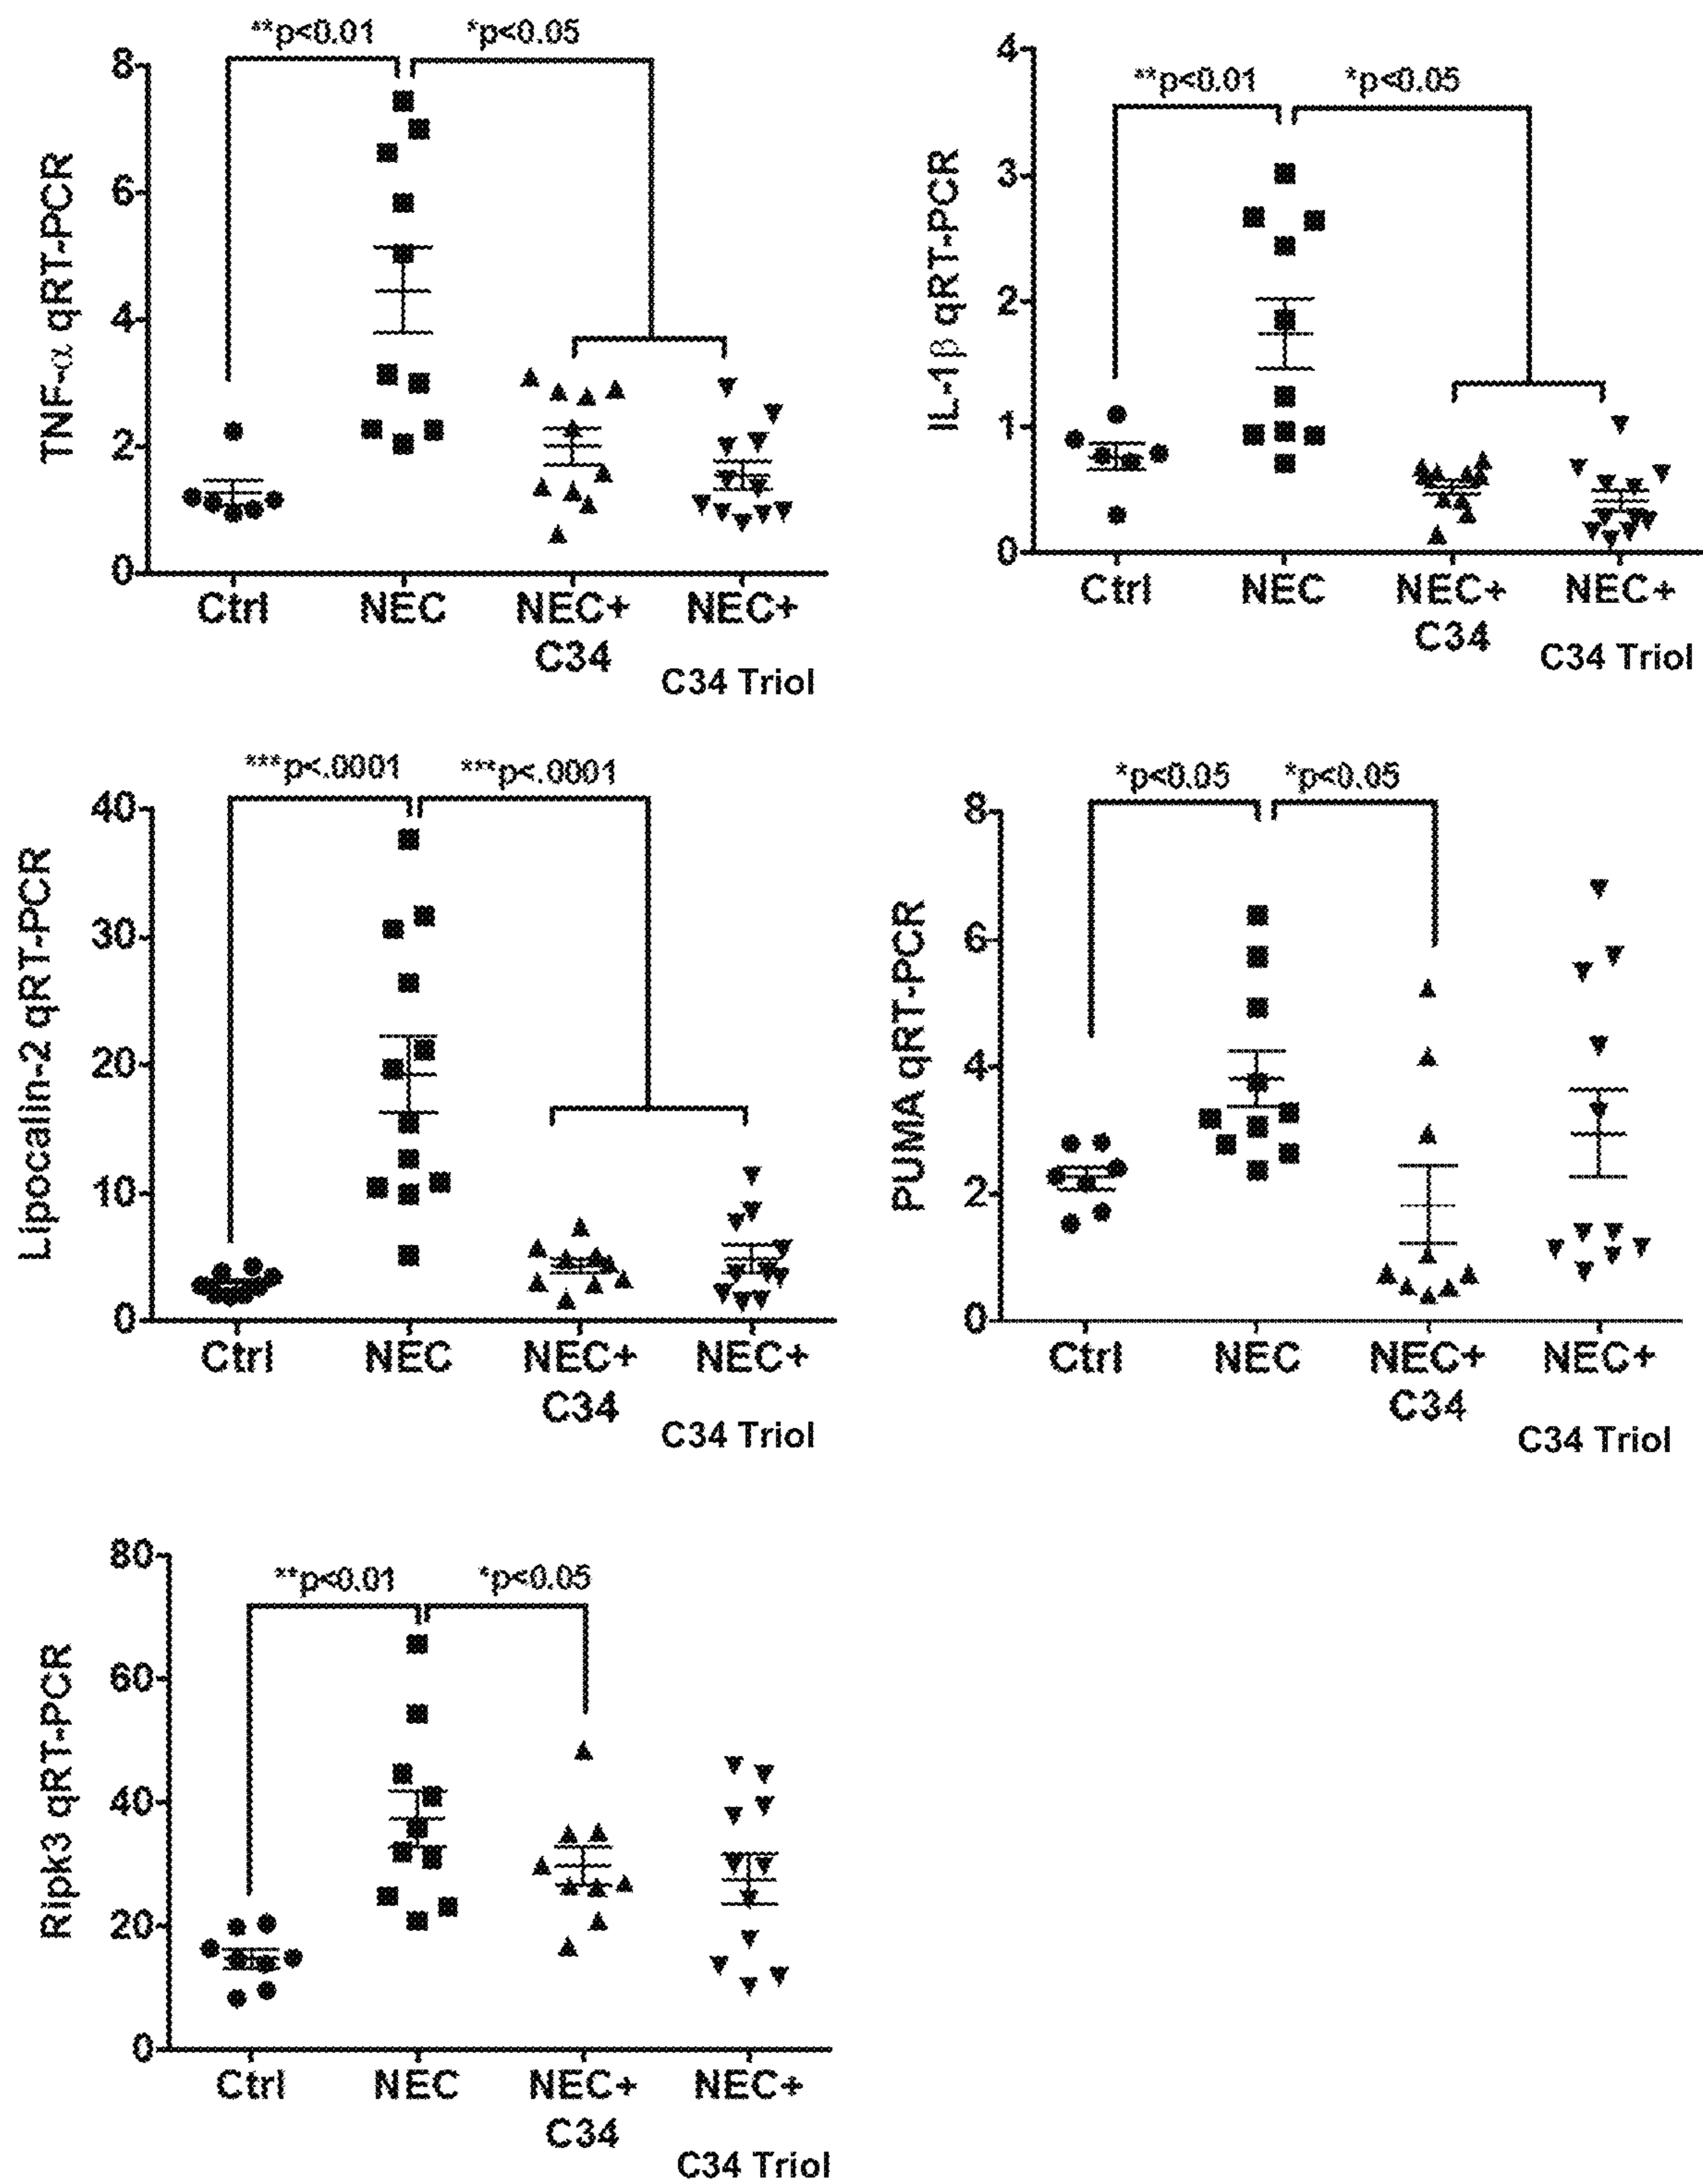 **p<0.01 *p<0.05
TNF-α qRT-PCR
8
6
4
2
0
Ctrl NEC NEC+ NEC+
C34
C34 Triol
**p<0.01 *p<0.05
IL-1β qRT-PCR
4
3
2
1
0
Ctrl NEC NEC+ NEC+
C34
C34 Triol
***p<.0001 ***p<.0001
Lipocalin-2 qRT-PCR
40
30
20
10
0
Ctrl NEC NEC+ NEC+
C34
C34 Triol
*p<0.05 *p<0.05
PUMA qRT-PCR
8
6
4
2
0
Ctrl NEC NEC+ NEC+
C34
C34 Triol
**p<0.01 *p<0.05
Ripk3 qRT-PCR
80
60
40
20
0
Ctrl NEC NEC+ NEC+
C34
C34 Triol